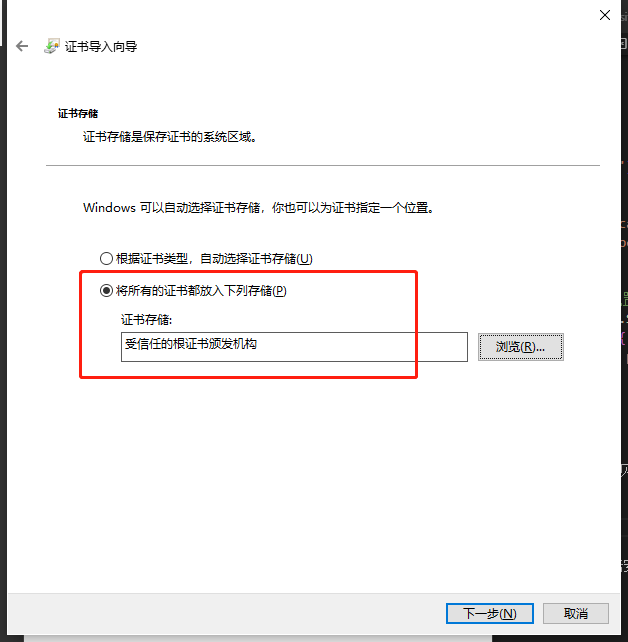 证书导入向导
证书存储
证书存储是保存证书的系统区域。
Windows 可以自动选择证书存储，你也可以为证书指定一个位置。
根据证书类型，自动选择证书存储(U)
将所有的证书都放入下列存储(P)
证书存储:
受信任的根证书颁发机构
浏览(R)...
下一步(N)
取消